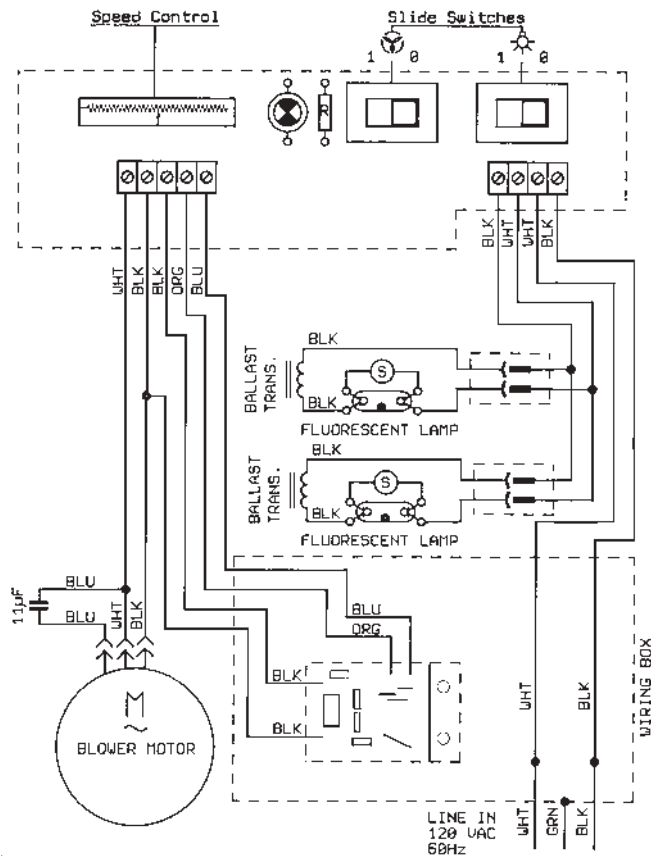 Speed Control
Slide Switches
1 0
1 0
R
WHT
BLK
BLK
ORG
BLU
BLK
WHT
WHT
BLK
BALLAST
TRANS.
BLK
S
BLK
FLUORESCENT LAMP
BALLAST
TRANS.
BLK
S
BLK
FLUORESCENT LAMP
11µF
BLU
BLU
WHT
BLK
BLU
ORG
BLK
BLK
M
~
BLOWER MOTOR
WHT
BLK
WIRING BOX
LINE IN
120 VAC
60Hz
WHT
GRN
BLK